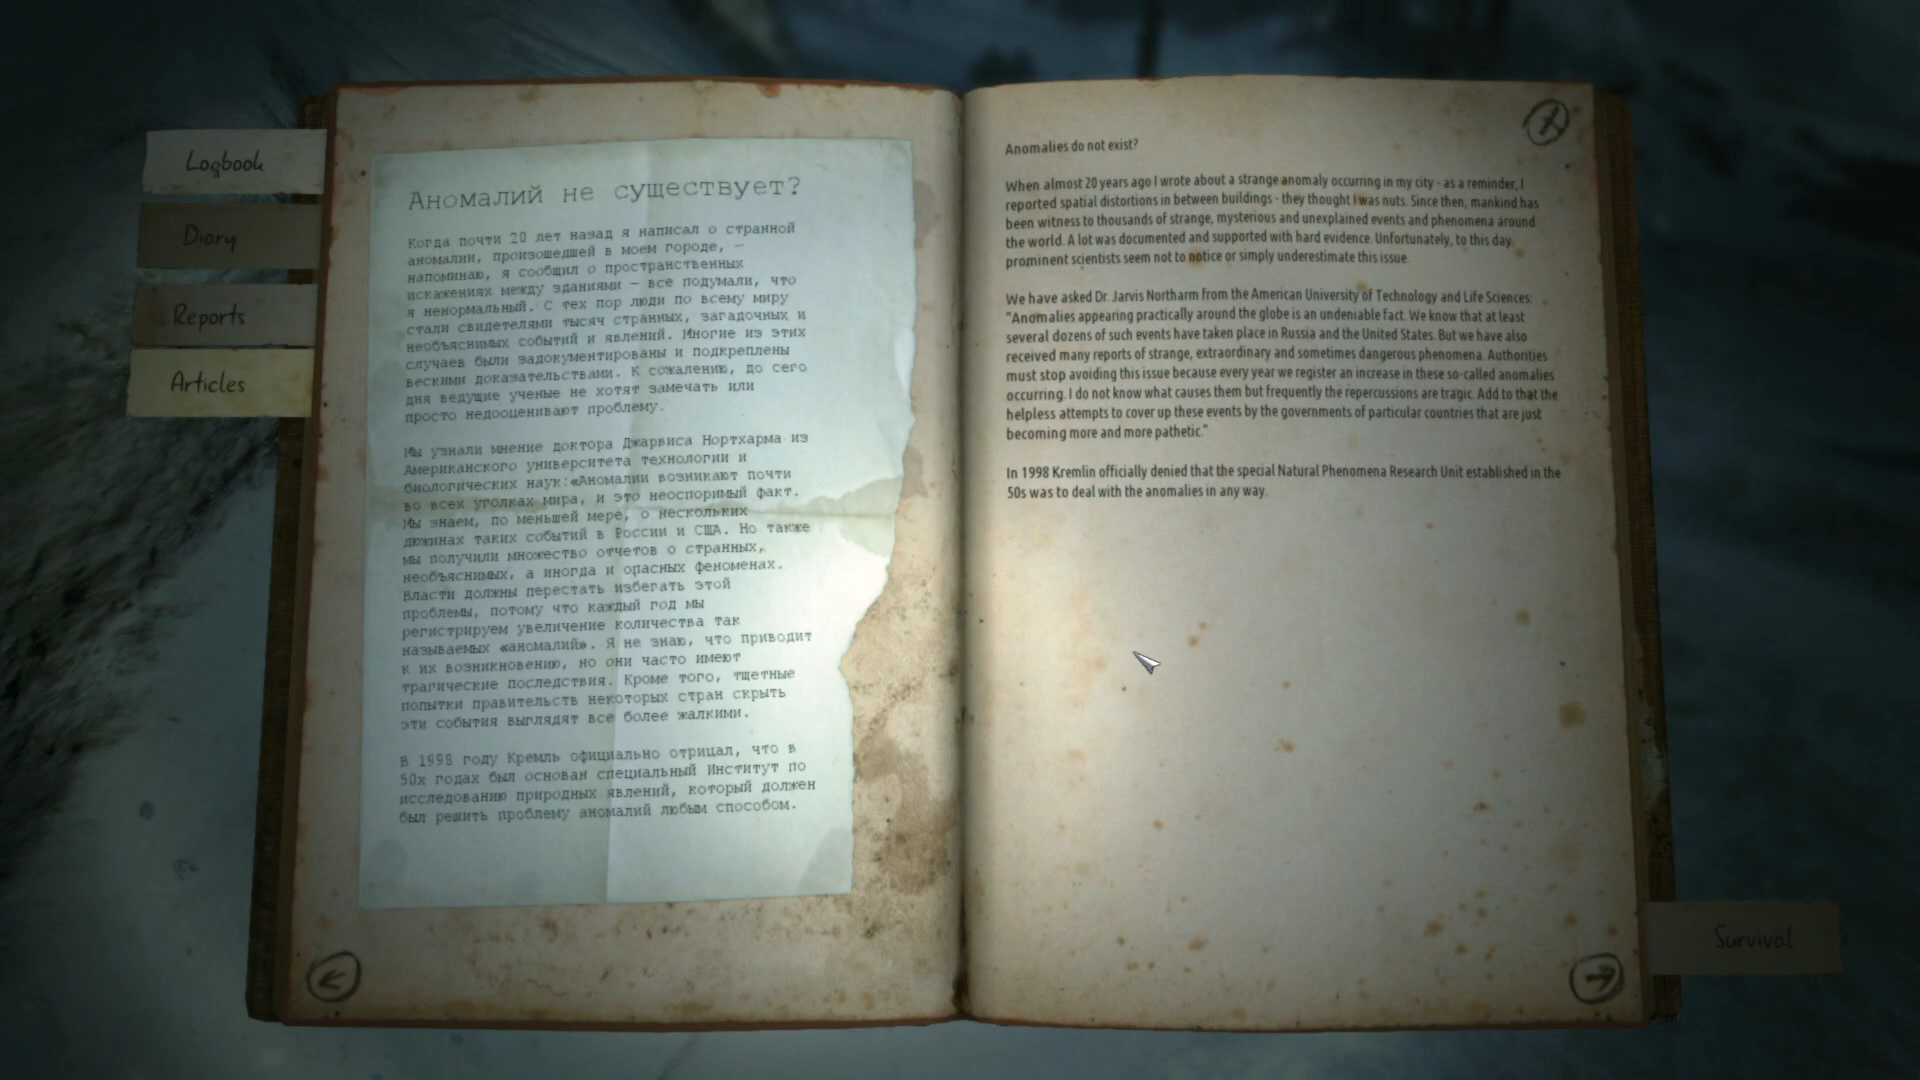 Logbook
Diary
Reports
Articles
Аномалий не существует?
Когда почти 20 лет назад я написал о странной
аномалии, произошедшей в моем городе, —
напоминаю, я сообщил о пространственных
искажениях между зданиями — все подумали, что
я ненормальный. С тех пор люди по всему миру
стали свидетелями тысяч странных, загадочных и
необъяснимых событий и явлений. Многие из этих
случаев были задокументированы и подкреплены
вескими доказательствами. К сожалению, до сего
дня ведущие ученые не хотят замечать или
просто недооценивают проблему.
Мы узнали мнение доктора Джарвиса Нортхарма из
Американского университета технологии и
биологических наук:«Аномалии возникают почти
во всех уголках мира, и это неоспоримый факт.
Мы знаем, по меньшей мере, о нескольких
дюжинах таких событий в России и США. Но также
мы получили множество отчетов о странных,
необъяснимых, а иногда и опасных феноменах.
Власти должны перестать избегать этой
проблемы, потому что каждый год мы
регистрируем увеличение количества так
называемых «аномалий». Я не знаю, что приводит
к их возникновению, но они часто имеют
трагические последствия. Кроме того, тщетные
попытки правительств некоторых стран скрыть
эти события выглядят все более жалкими.
В 1998 году Кремль официально отрицал, что в
50х годах был основан специальный Институт по
исследованию природных явлений, который должен
был решить проблему аномалий любым способом.
Anomalies do not exist?
When almost 20 years ago I wrote about a strange anomaly occurring in my city - as a reminder, I
reported spatial distortions in between buildings - they thought I was nuts. Since then, mankind has
been witness to thousands of strange, mysterious and unexplained events and phenomena around
the world. A lot was documented and supported with hard evidence. Unfortunately, to this day,
prominent scientists seem not to notice or simply underestimate this issue.
We have asked Dr. Jarvis Northarm from the American University of Technology and Life Sciences:
"Anomalies appearing practically around the globe is an undeniable fact. We know that at least
several dozens of such events have taken place in Russia and the United States. But we have also
received many reports of strange, extraordinary and sometimes dangerous phenomena. Authorities
must stop avoiding this issue because every year we register an increase in these so-called anomalies
occurring. I do not know what causes them but frequently the repercussions are tragic. Add to that the
helpless attempts to cover up these events by the governments of particular countries that are just
becoming more and more pathetic."
In 1998 Kremlin officially denied that the special Natural Phenomena Research Unit established in the
50s was to deal with the anomalies in any way.
Survival